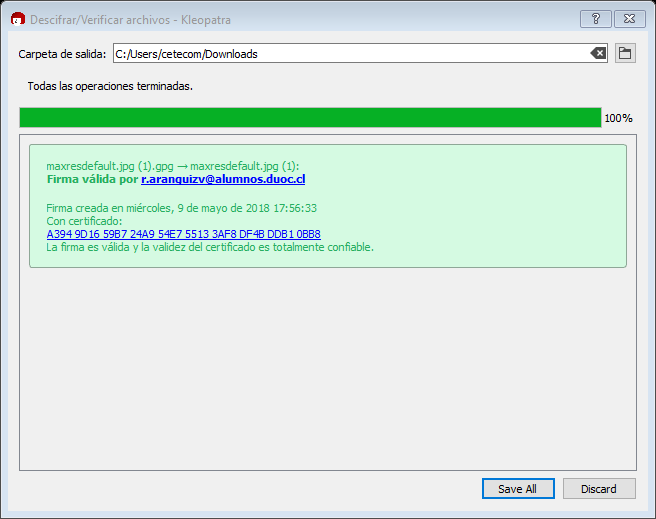 Descifrar/Verificar archivos - Kleopatra
?
Carpeta de salida: C:/Users/cetecom/Downloads
Todas las operaciones terminadas.
100%
maxresdefault.jpg (1).gpg → maxresdefault.jpg (1):
Firma válida por r.aranguizv@alumnos.duoc.cl
Firma creada en miércoles, 9 de mayo de 2018 17:56:33
Con certificado:
A394 9D16 59B7 24A9 54E7 5513 3AF8 DF4B DDB1 0BB8
La firma es válida y la validez del certificado es totalmente confiable.
Save All Discard